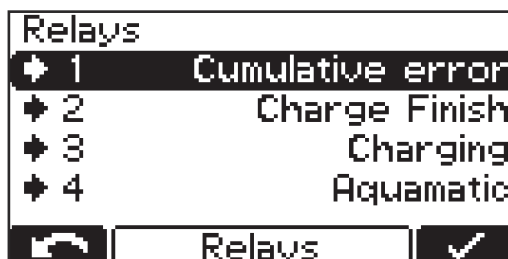 Relays
1 Cumulative error
2 Charge Finish
3 Charging
4 Aquamatic
Relays